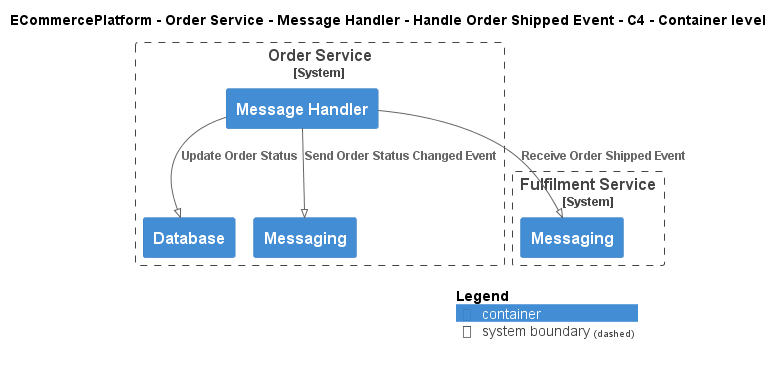 ECommercePlatform - Order Service - Message Handler - Handle Order Shipped Event - C4 - Container level
Order Service
[System]
Message Handler
Update Order Status
Send Order Status Changed Event
Receive Order Shipped Event
Fulfilment Service
[System]
Database
Messaging
Messaging
Legend
container
system boundary (dashed)